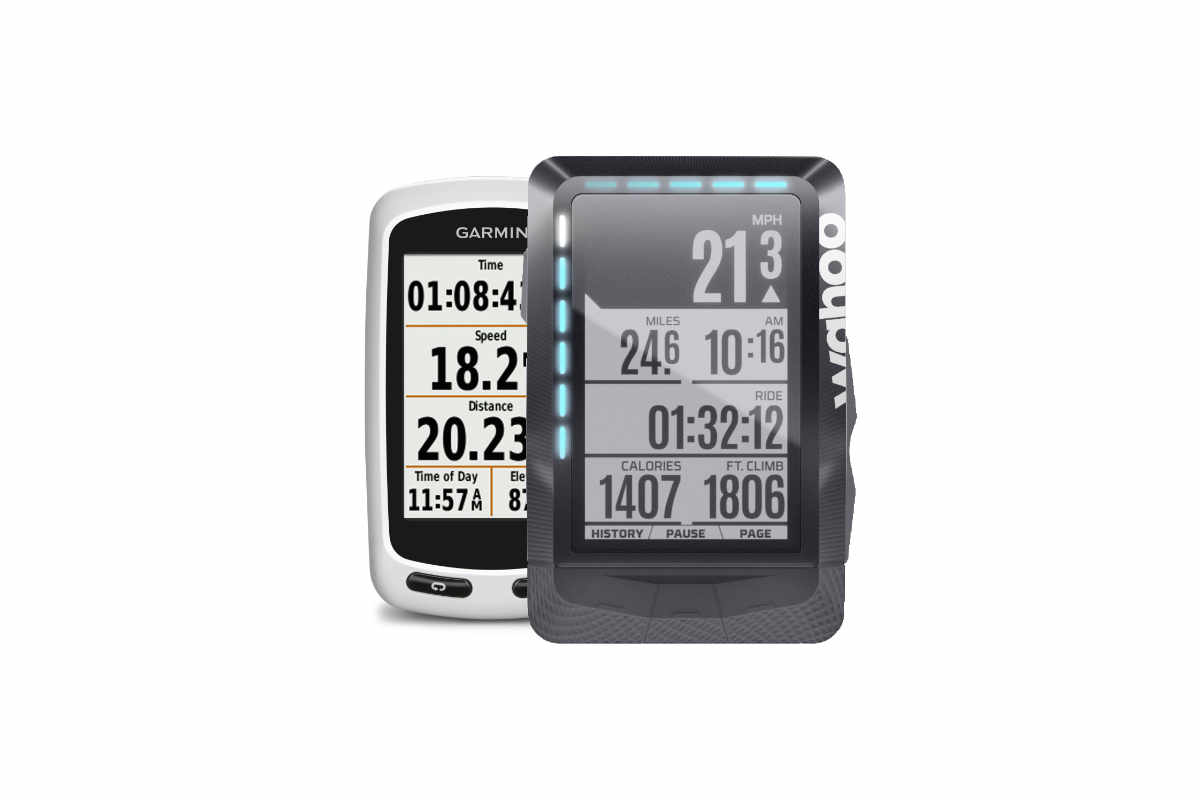 GARMIN
Time
01:08:4
Speed
18.2
Distance
20.23
Time of Day
11:57 AM
Ele
87
MPH
21.3
MILES
24.6
AM
10:16
RIDE
01:32:12
CALORIES
1407
FT. CLIMB
1806
HISTORY PAUSE PAGE
wahoo